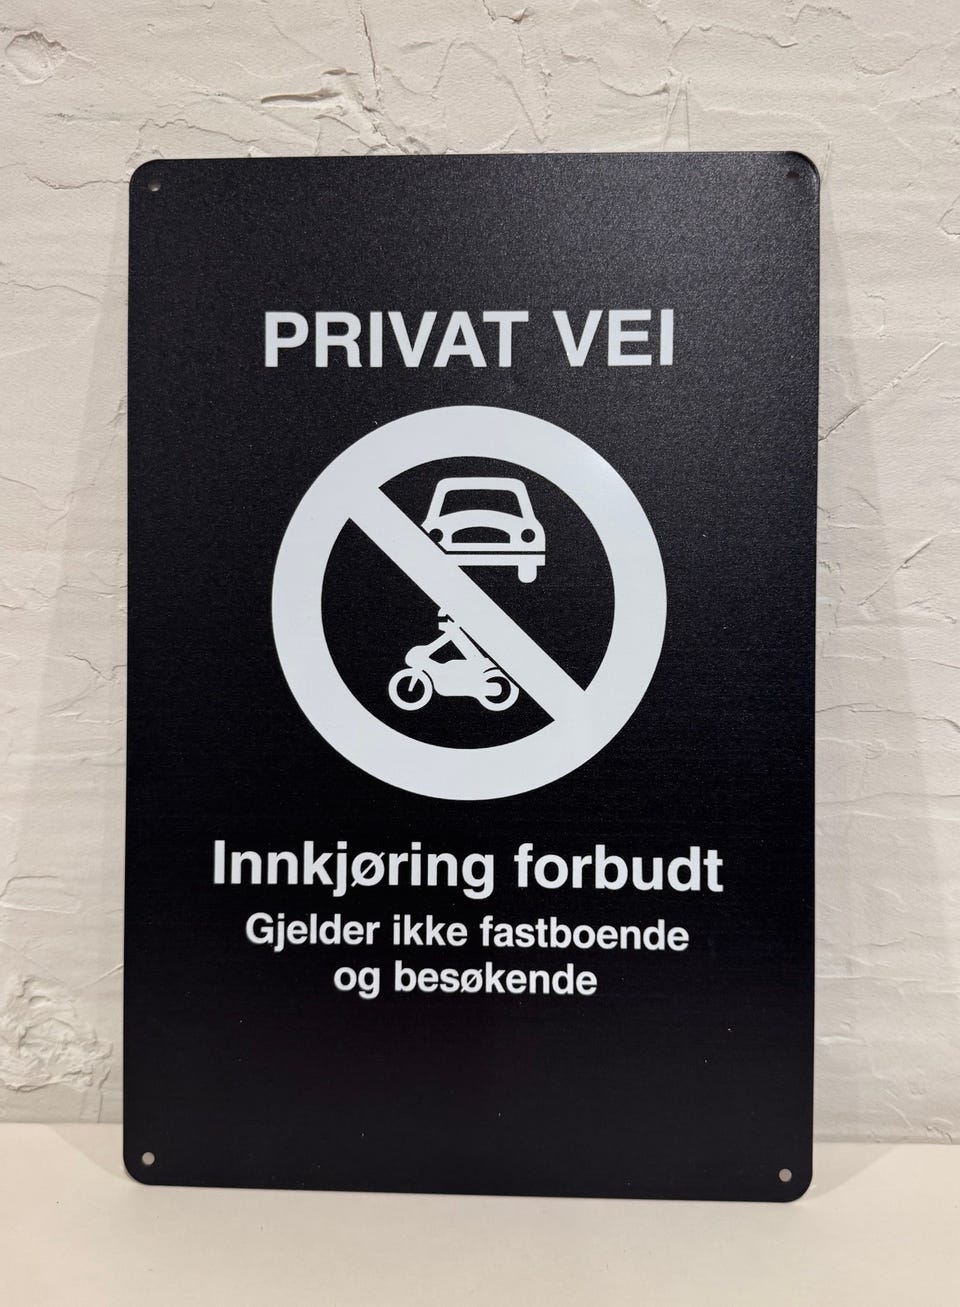 PRIVAT VEI
Innkjøring forbudt
Gjelder ikke fastboende
og besøkende